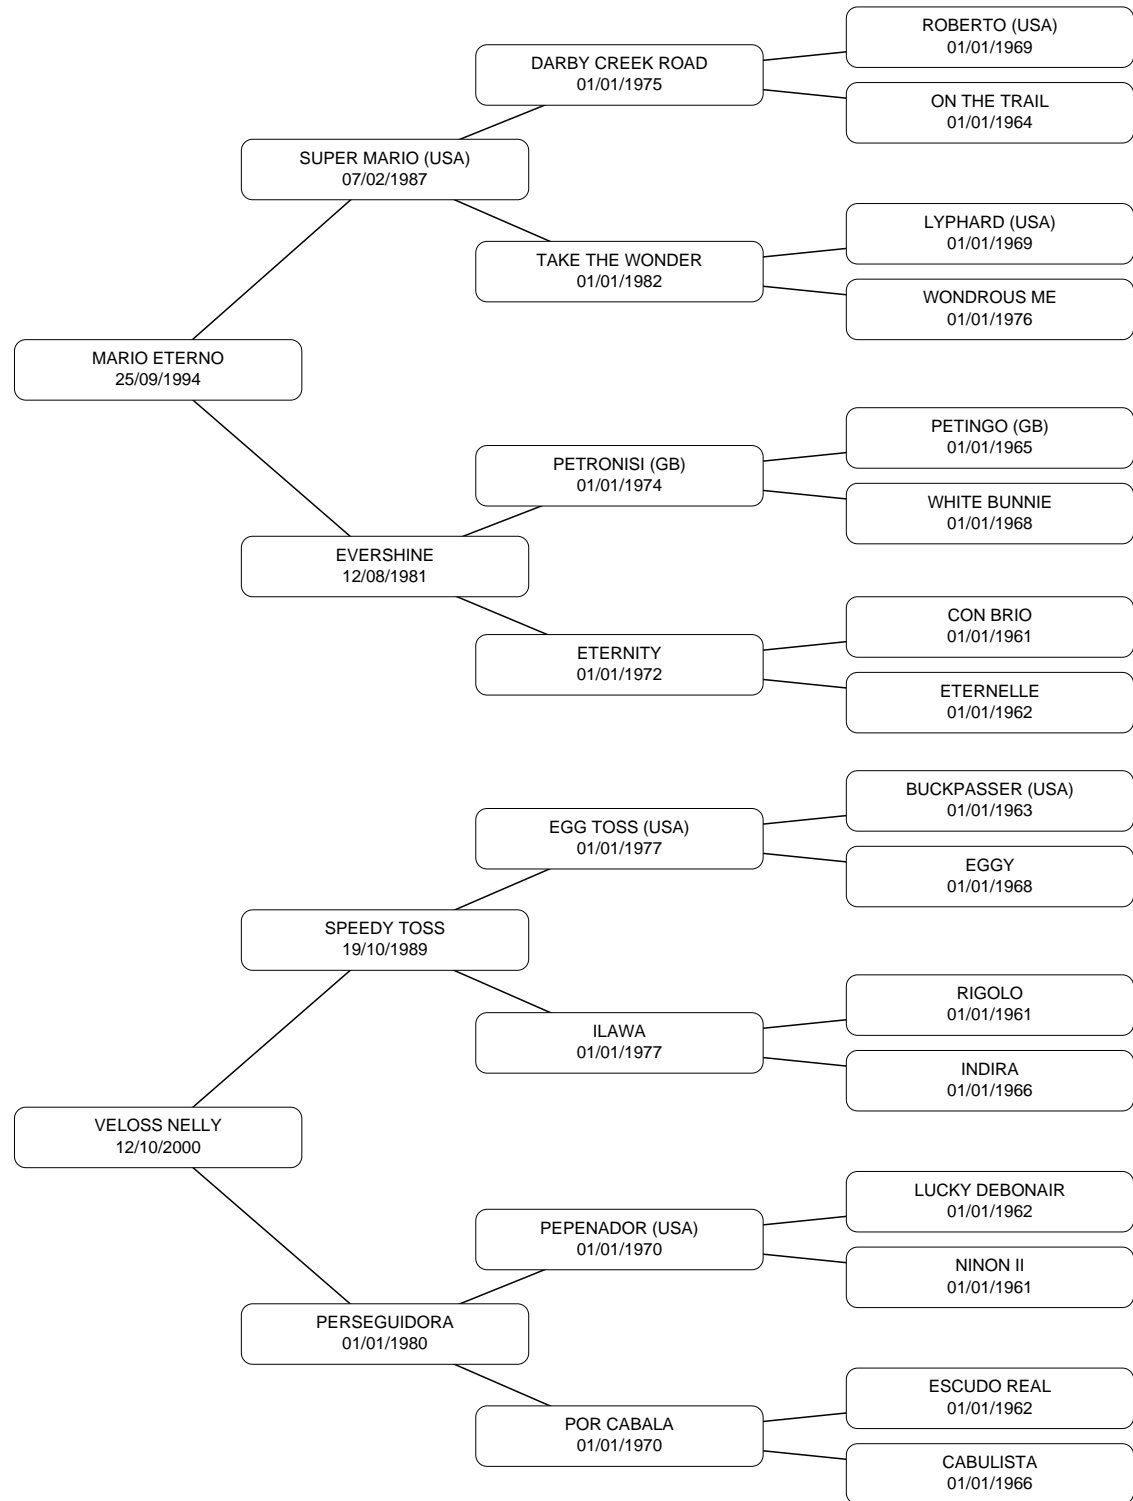 ROBERTO (USA)
01/01/1969
DARBY CREEK ROAD
01/01/1975
ON THE TRAIL
01/01/1964
SUPER MARIO (USA)
07/02/1987
LYPHARD (USA)
01/01/1969
TAKE THE WONDER
01/01/1982
WONDROUS ME
01/01/1976
MARIO ETERNO
25/09/1994
PETINGO (GB)
01/01/1965
PETRONISI (GB)
01/01/1974
WHITE BUNNIE
01/01/1968
EVERSHINE
12/08/1981
CON BRIO
01/01/1961
ETERNITY
01/01/1972
ETERNELLE
01/01/1962
BUCKPASSER (USA)
01/01/1963
EGG TOSS (USA)
01/01/1977
EGGY
01/01/1968
SPEEDY TOSS
19/10/1989
RIGOLO
01/01/1961
ILAWA
01/01/1977
INDIRA
01/01/1966
VELOSS NELLY
12/10/2000
LUCKY DEBONAIR
01/01/1962
PEPENADOR (USA)
01/01/1970
NINON II
01/01/1961
PERSEGUIDORA
01/01/1980
ESCUDO REAL
01/01/1962
POR CABALA
01/01/1970
CABULISTA
01/01/1966